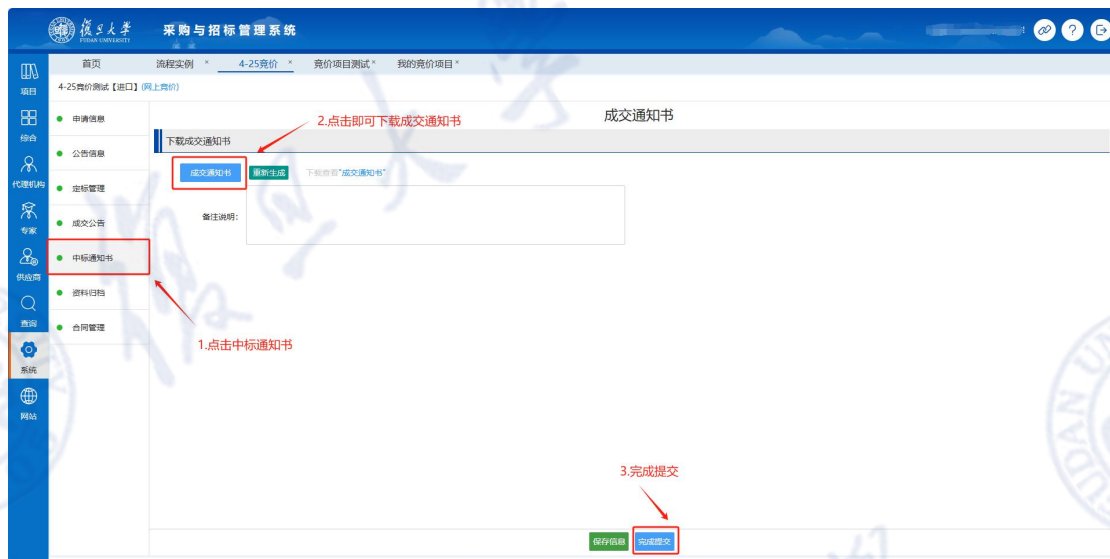 復旦大学 采购与招标管理系统
FUDAN UNIVERSITY
首页 流程实例 × 4-25竞价 × 竞价项目测试 × 我的竞价项目 ×
4-25竞价测试【进口】(网上竞价)
项目
综合
代理机构
专家
供应商
查询
系统
网站
申请信息
公告信息
定标管理
成交公告
中标通知书
资料归档
合同管理
成交通知书
2.点击即可下载成交通知书
下载成交通知书
成交通知书 重新生成 下载查看"成交通知书"
备注说明:
1.点击中标通知书
3.完成提交
保存信息 完成提交